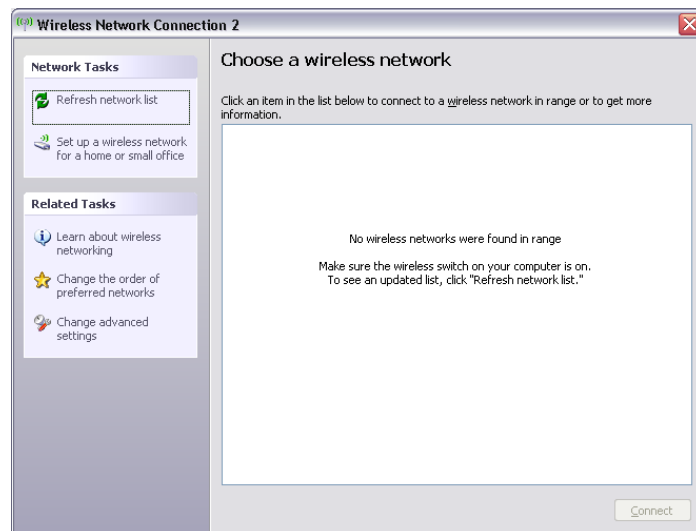 Wireless Network Connection 2
Network Tasks
Refresh network list
Set up a wireless network
for a home or small office
Related Tasks
Learn about wireless
networking
Change the order of
preferred networks
Change advanced
settings
Choose a wireless network
Click an item in the list below to connect to a wireless network in range or to get more
information.
No wireless networks were found in range
Make sure the wireless switch on your computer is on.
To see an updated list, click "Refresh network list."
Connect